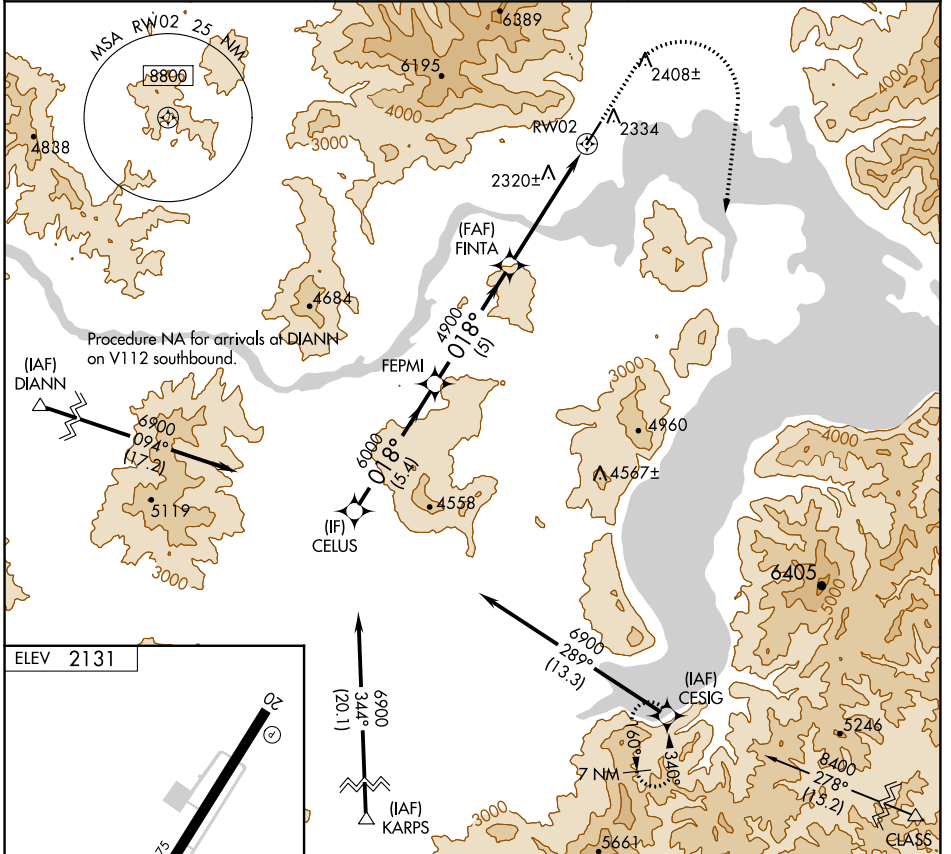 MSA RW02 25 NM
8800
6389
6195
4000
3000
4838
2408±
4000
RW02
2334
2320±
(FAF)
FINTA
4684
4900
018°
(5)
Procedure NA for arrivals at DIANN
on V112 southbound.
FEPMI
(IAF)
DIANN
3000
6900
094°
(17.2)
6000
018°
(5.4)
4960
4000
4567±
5119
4558
(IF)
CELUS
3000
6405
5000
6900
289°
(13.3)
ELEV 2131
6900
344°
(20.1)
(IAF)
CESIG
20
P
160°
340°
5246
7 NM
8400
278°
(15.2)
(IAF)
KARPS
3000
CLASS
75
5661